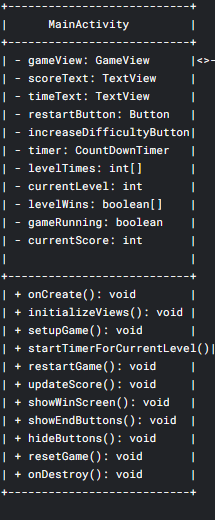 +----------------------------+
|      MainActivity          |
+----------------------------+
| - gameView: GameView       |<>-
| - scoreText: TextView      |
| - timeText: TextView       |
| - restartButton: Button    |
| - increaseDifficultyButton|
| - timer: CountDownTimer    |
| - levelTimes: int[]        |
| - currentLevel: int        |
| - levelWins: boolean[]     |
| - gameRunning: boolean     |
| - currentScore: int        |
|                            |
+----------------------------+
| + onCreate(): void         |
| + initializeViews(): void  |
| + setupGame(): void        |
| + startTimerForCurrentLevel()|
| + restartGame(): void      |
| + updateScore(): void      |
| + showWinScreen(): void    |
| + showEndButtons(): void   |
| + hideButtons(): void      |
| + resetGame(): void        |
| + onDestroy(): void        |
+----------------------------+